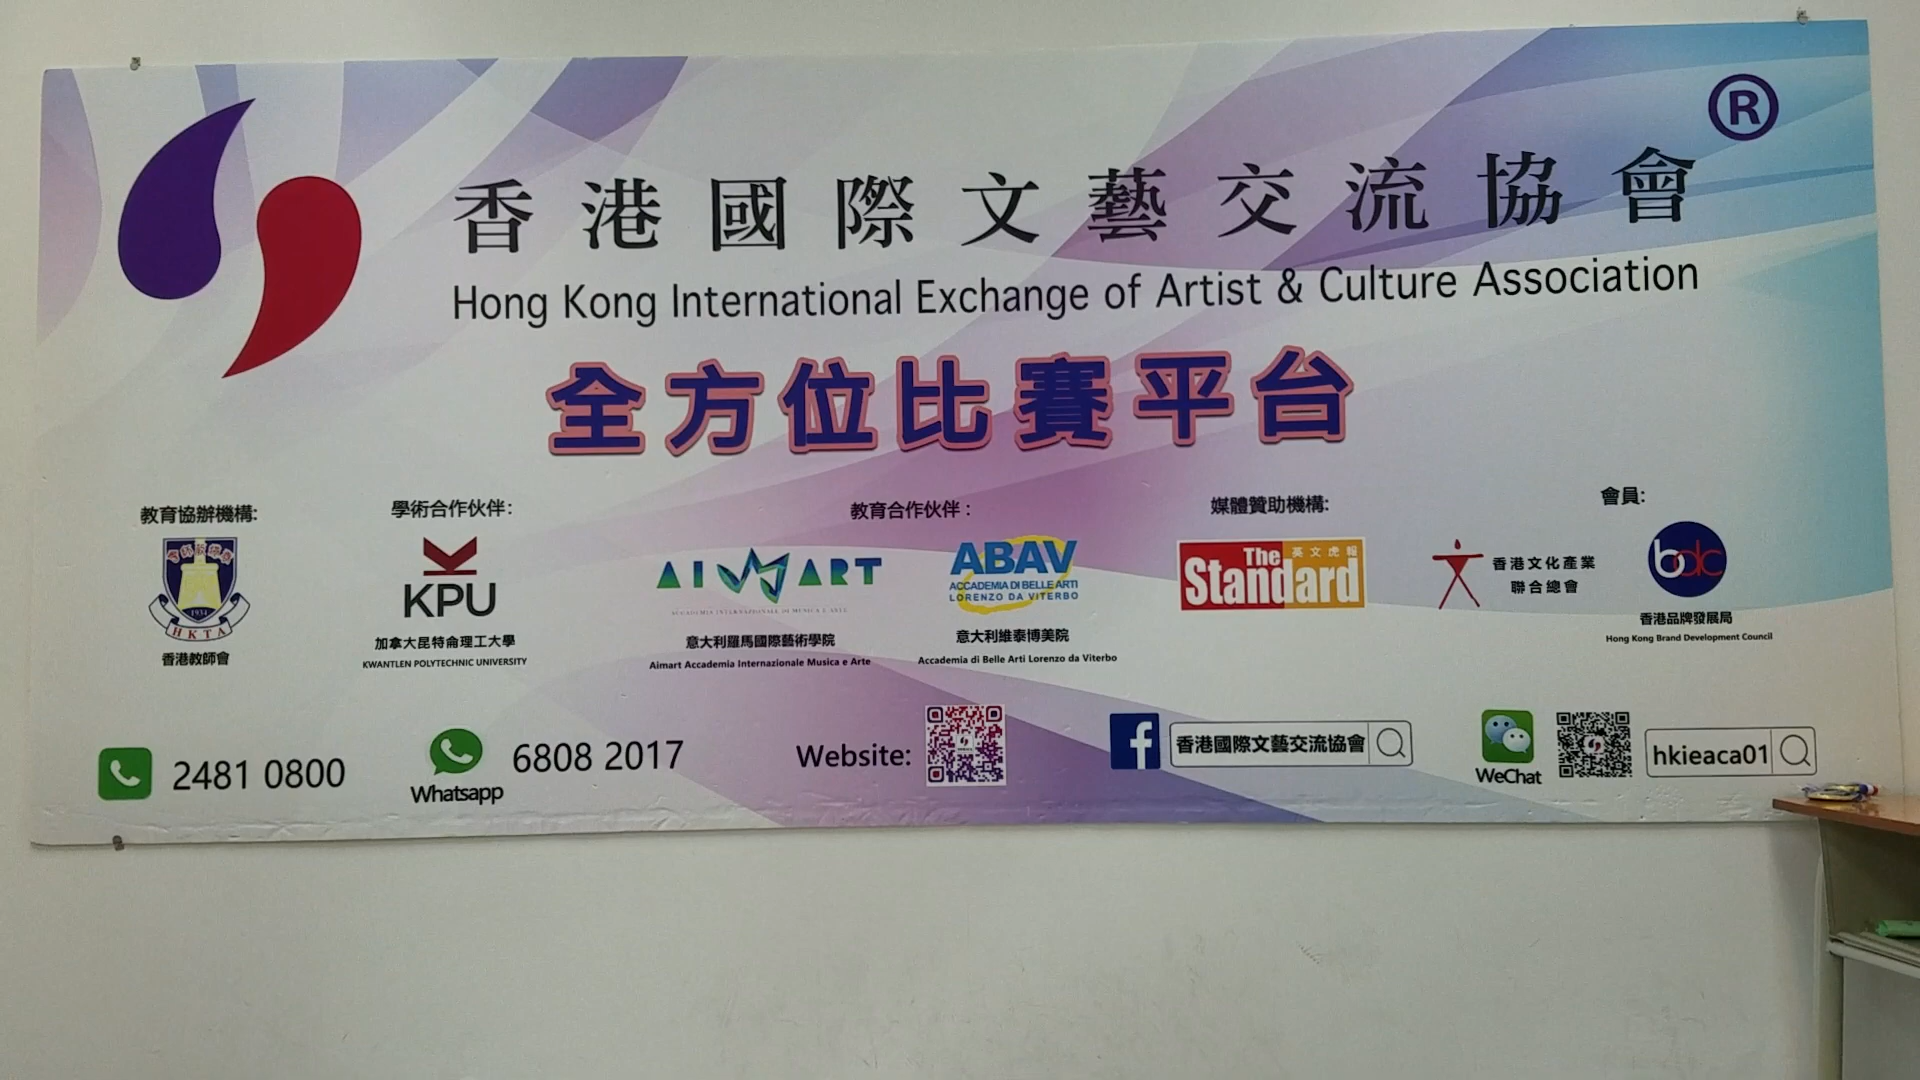 ®
香港國際文藝交流協會
Hong Kong International Exchange of Artist & Culture Association
全方位比賽平台
教育協辦機構:
1934
HKTA
香港教師會
學術合作伙伴:
KPU
加拿大昆特侖理工大學
KWANTLEN POLYTECHNIC UNIVERSITY
教育合作伙伴:
AIMART
ACCADEMIA INTERNAZIONALE DI MUSICA E ARTE
意大利羅馬國際藝術學院
Aimart Accademia Internazionale Musica e Arte
ABAV
ACCADEMIA DI BELLE ARTI
LORENZO DA VITERBO
意大利維泰博美院
Accademia di Belle Arti Lorenzo da Viterbo
媒體贊助機構:
The 英文虎報
Standard
會員:
香港文化產業
聯合總會
bdc
香港品牌發展局
Hong Kong Brand Development Council
2481 0800
Whatsapp
6808 2017
Website:
f
香港國際文藝交流協會
WeChat
hkieaca01